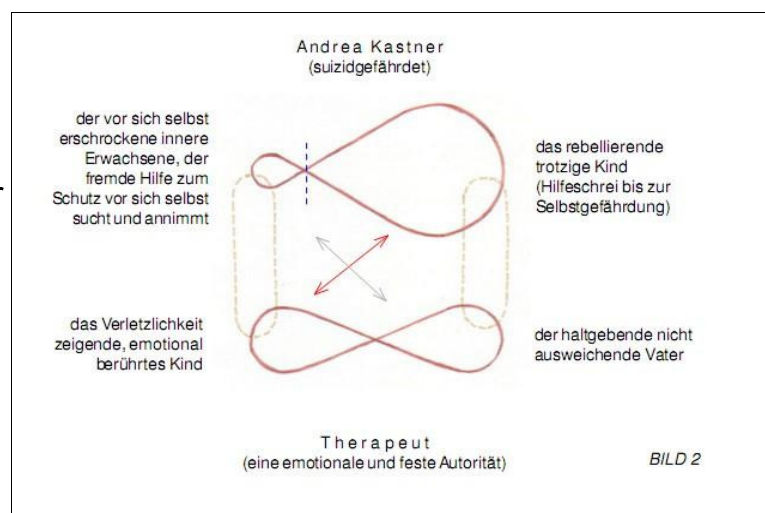 Andrea Kastner
(suizidgefährdet)
der vor sich selbst
erschrockene innere
Erwachsene, der
fremde Hilfe zum
Schutz vor sich selbst
sucht und annimmt
das rebellierende
trotzige Kind
(Hilfeschrei bis zur
Selbstgefährdung)
das Verletzlichkeit
zeigende, emotional
berührtes Kind
der haltgebende nicht
ausweichende Vater
Therapeut
(eine emotionale und feste Autorität)
BILD 2